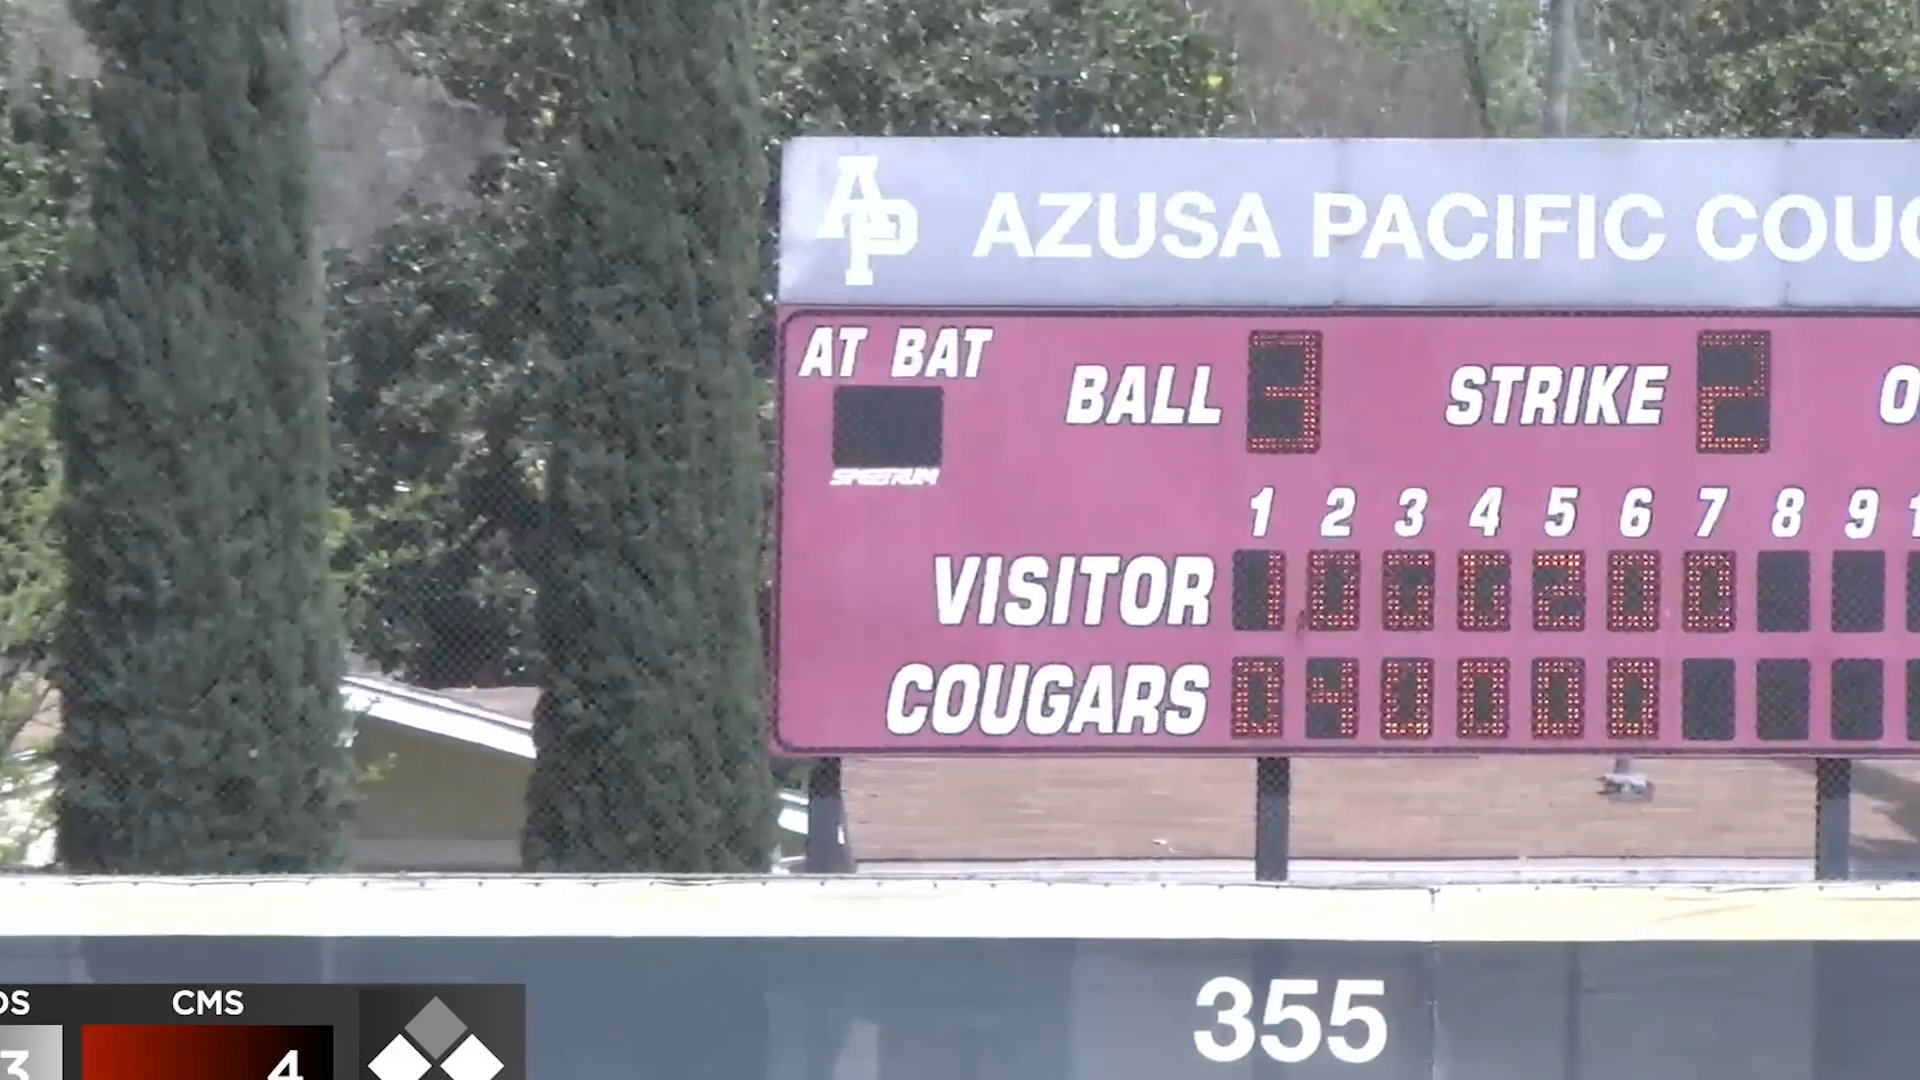 AP AZUSA PACIFIC COUG
AT BAT
BALL 3 STRIKE 2 O
SPECTRUM
1 2 3 4 5 6 7 8 9 1
VISITOR 1 0 0 0 2 0 0
COUGARS 0 4 0 0 0 0
355
OS CMS
3 4